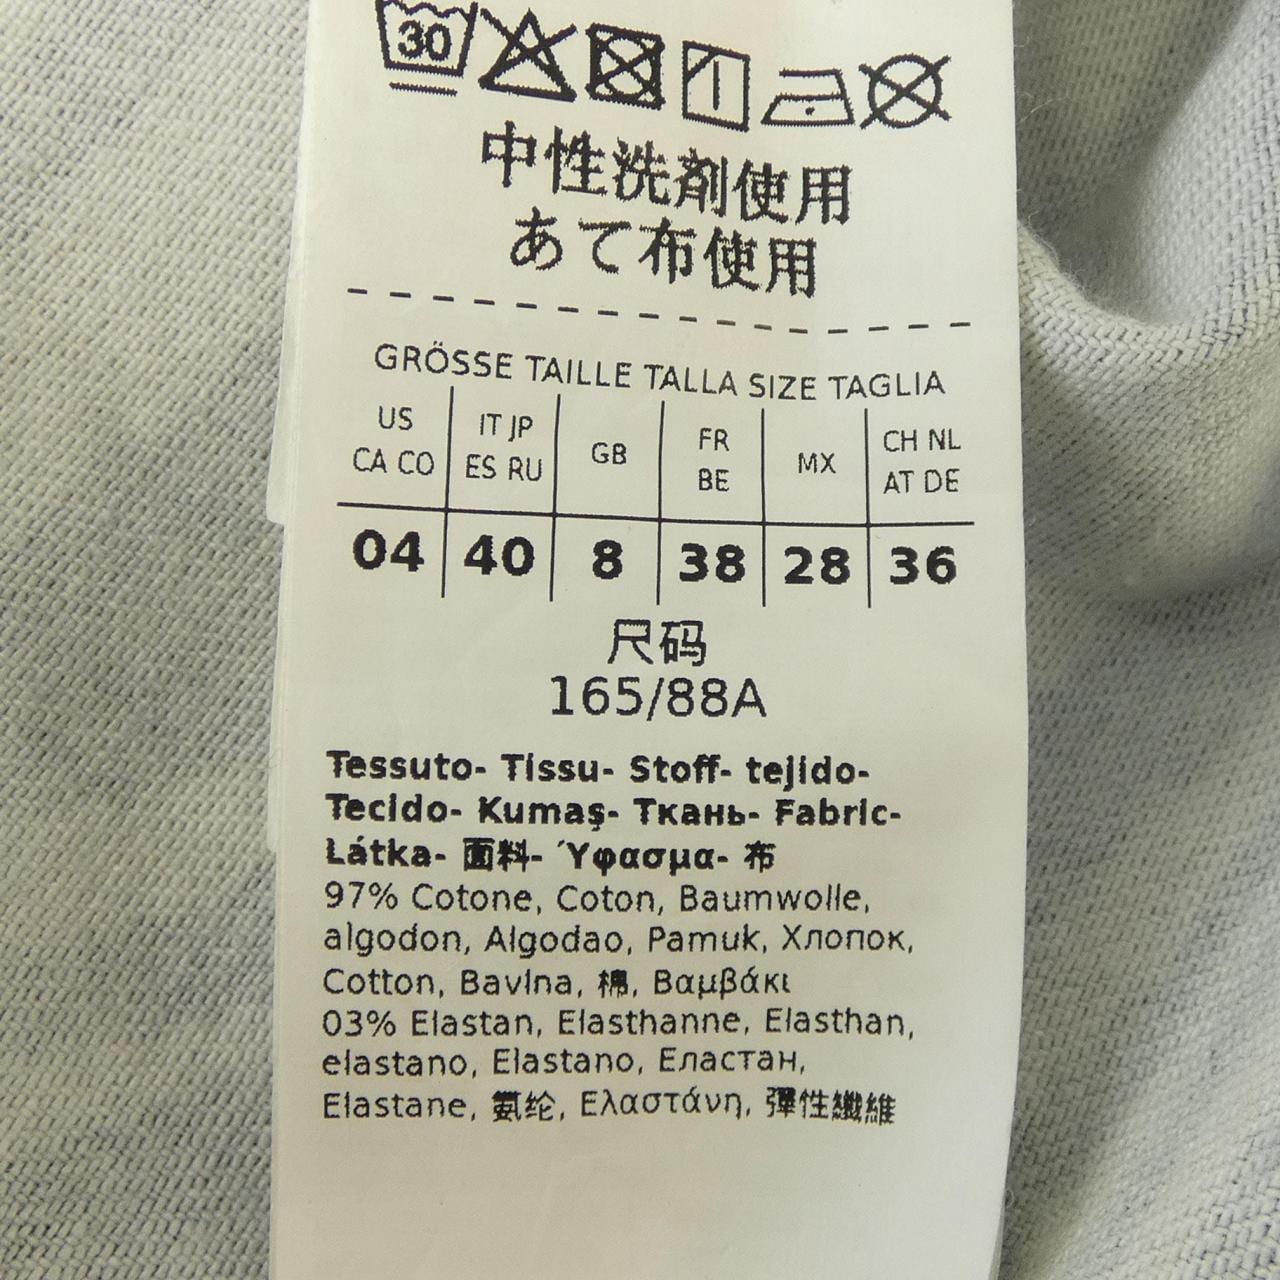 30
中性洗剤使用
あて布使用
GRÖSSE TAILLE TALLA SIZE TAGLIA
US CA CO | IT JP ES RU | GB | FR BE | MX | CH NL AT DE
04 | 40 | 8 | 38 | 28 | 36
尺码
165/88A
Tessuto- Tissu- Stoff- tejido-
Tecido- Kumaş- Ткань- Fabric-
Látka- 面料- Ύφασμα- 布
97% Cotone, Coton, Baumwolle,
algodon, Algodao, Pamuk, Хлопок,
Cotton, Bavlna, 棉, Βαμβάκι
03% Elastan, Elasthanne, Elasthan,
elastano, Elastano, Еластан,
Elastane, 氨纶, Ελαστάνη, 彈性纖維